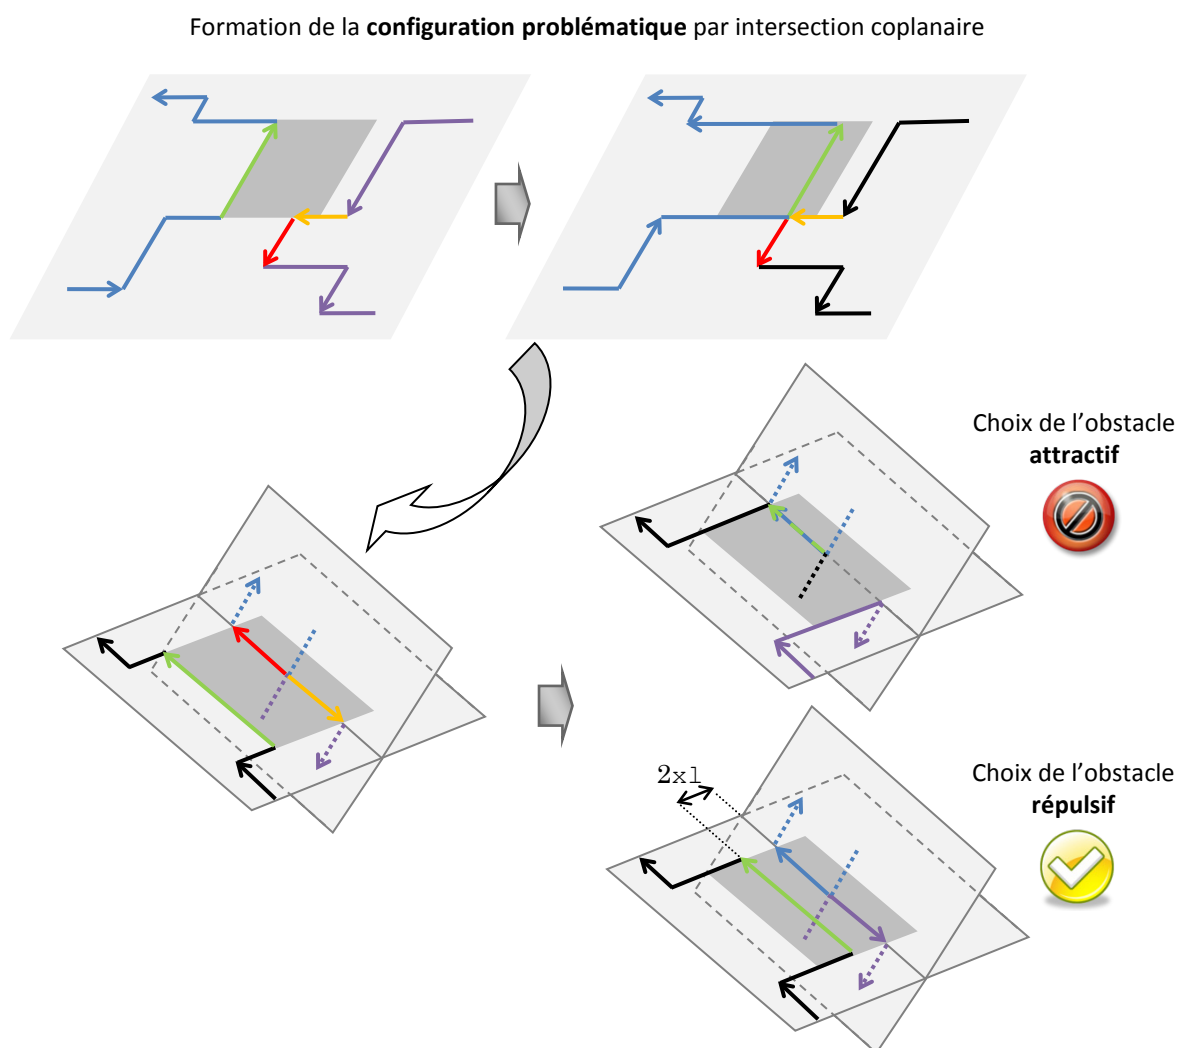 Formation de la configuration problématique par intersection coplanaire
Choix de l’obstacle
attractif
2xl
Choix de l’obstacle
répulsif